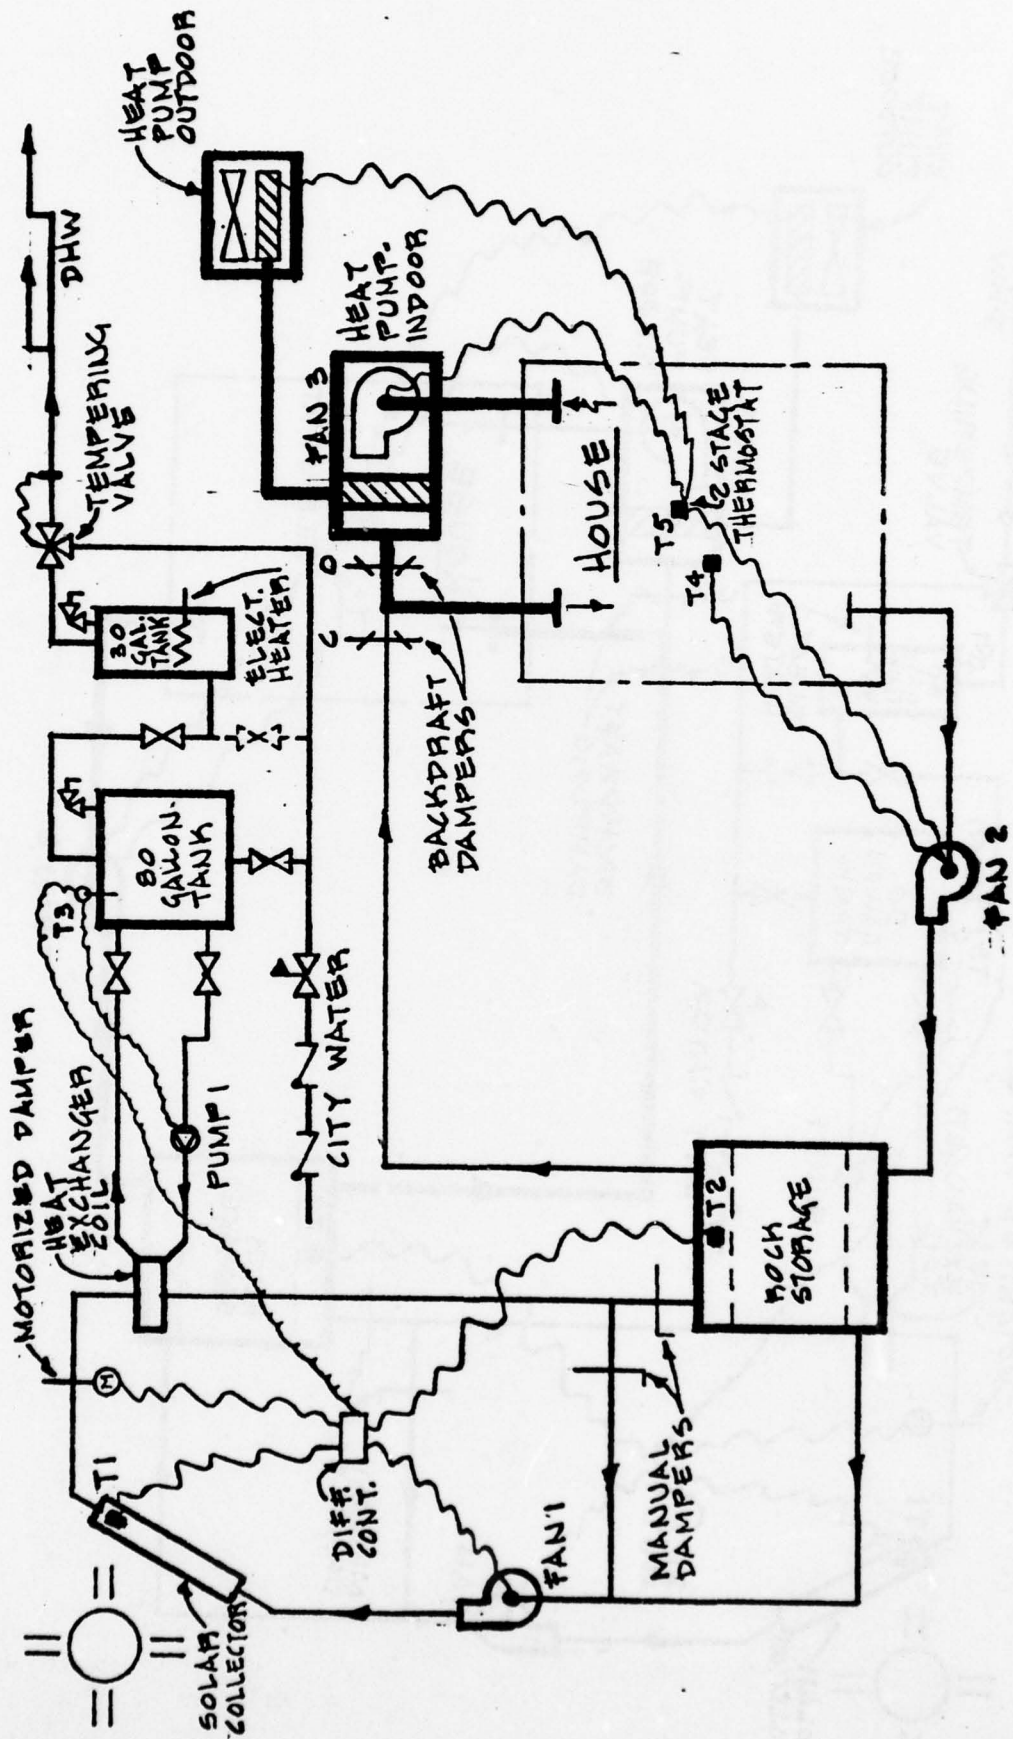 SOLAR
COLLECTOR
T1
MOTORIZED DAMPER
M
HEAT
EXCHANGER
COIL
DIFF.
CONT.
FAN 1
MANUAL
DAMPERS
PUMP 1
T3
80
GALLON
TANK
30
GAL.
TANK
ELECT.
HEATER
TEMPERING
VALVE
DHW
CITY WATER
HEAT
PUMP
OUTDOOR
FAN 3
HEAT
PUMP.
INDOOR
C
D
BACKDRAFT
DAMPERS
HOUSE
T4
T5
2 STAGE
THERMOSTAT
T2
ROCK
STORAGE
FAN 2